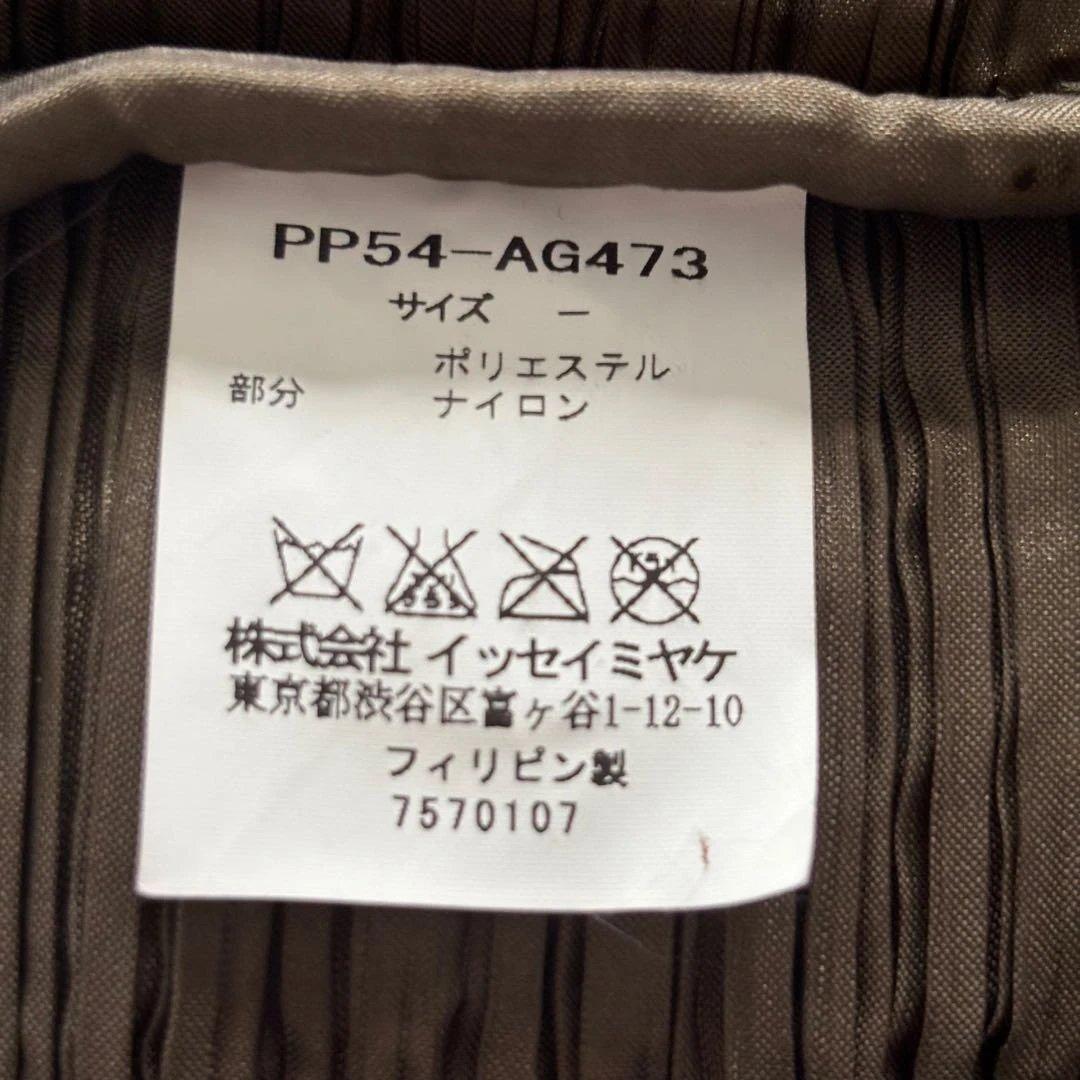 PP54-AG473
サイズ -
ポリエステル
部分 ナイロン
株式会社 イッセイミヤケ
東京都渋谷区富ヶ谷1-12-10
フィリピン製
7570107